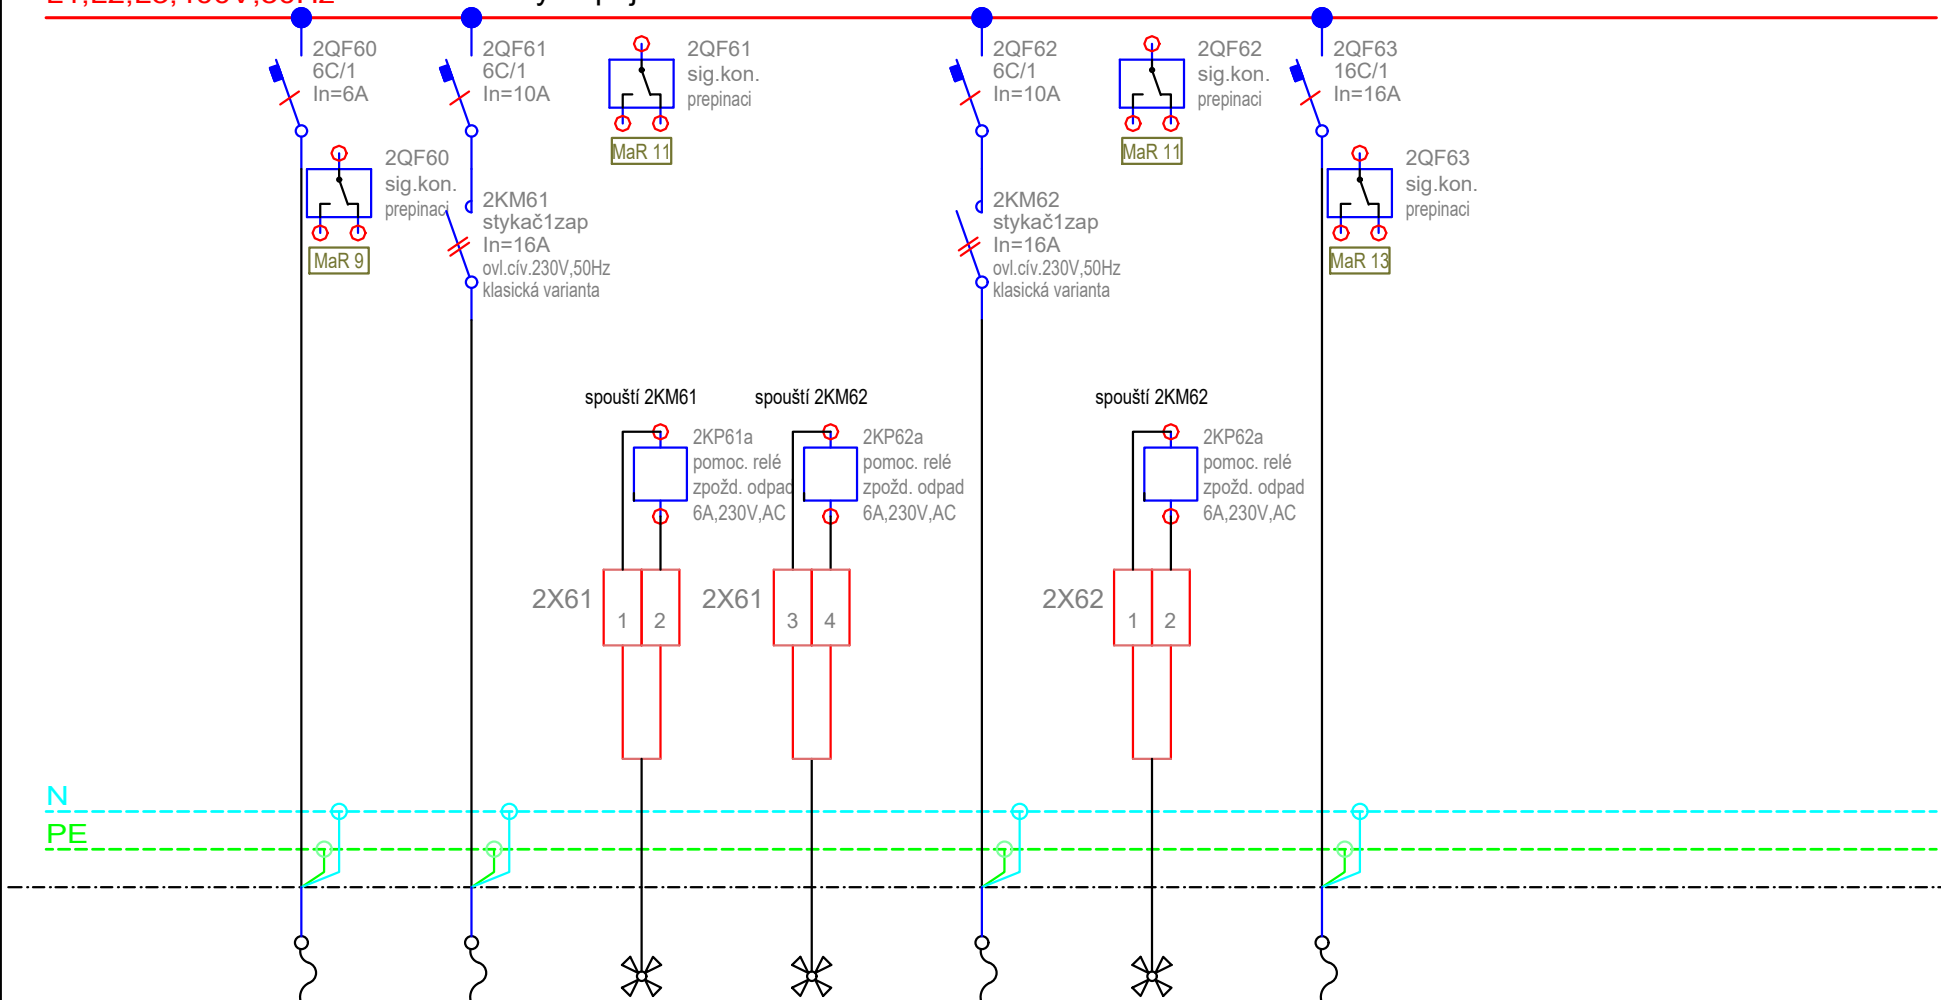 2QF60
6C/1
In=6A
2QF61
6C/1
In=10A
2QF61
sig.kon.
prepinaci
MaR 11
2QF62
6C/1
In=10A
2QF62
sig.kon.
prepinaci
MaR 11
2QF63
16C/1
In=16A
2QF60
sig.kon.
prepinaci
MaR 9
2KM61
stykač1zap
In=16A
ovl.cív.230V,50Hz
klasická varianta
2KM62
stykač1zap
In=16A
ovl.cív.230V,50Hz
klasická varianta
2QF63
sig.kon.
prepinaci
MaR 13
spouští 2KM61
2KP61a
pomoc. relé
zpožd. odpad
6A,230V,AC
2X61
1 2
spouští 2KM62
2KP62a
pomoc. relé
zpožd. odpad
6A,230V,AC
2X61
3 4
spouští 2KM62
2KP62a
pomoc. relé
zpožd. odpad
6A,230V,AC
2X62
1 2
N
PE